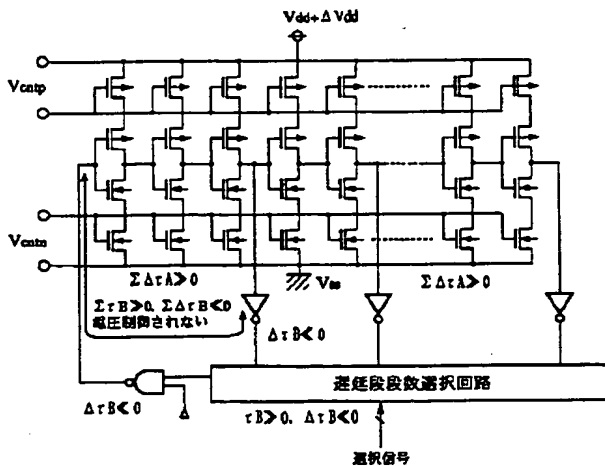 Vdd+ΔVdd
Vcntp
Vcntn
ΣΔτA≫0
Vss
ΣΔτA≫0
ΣτB≫0, ΣΔτB≪0
電圧制御されない
ΔτB≪0
遅延段段数選択回路
ΔτB≪0
τB≫0, ΔτB≪0
選択信号